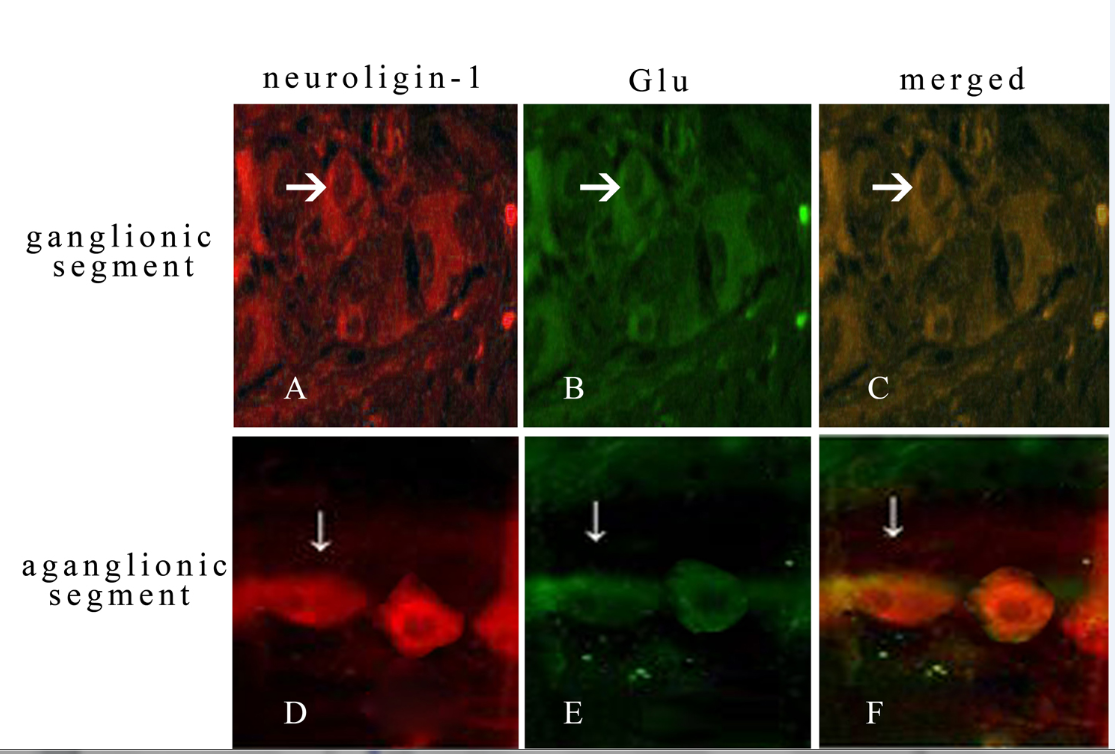 neuroligin-1 Glu merged
ganglionic
segment
A B C
aganglionic
segment
D E F